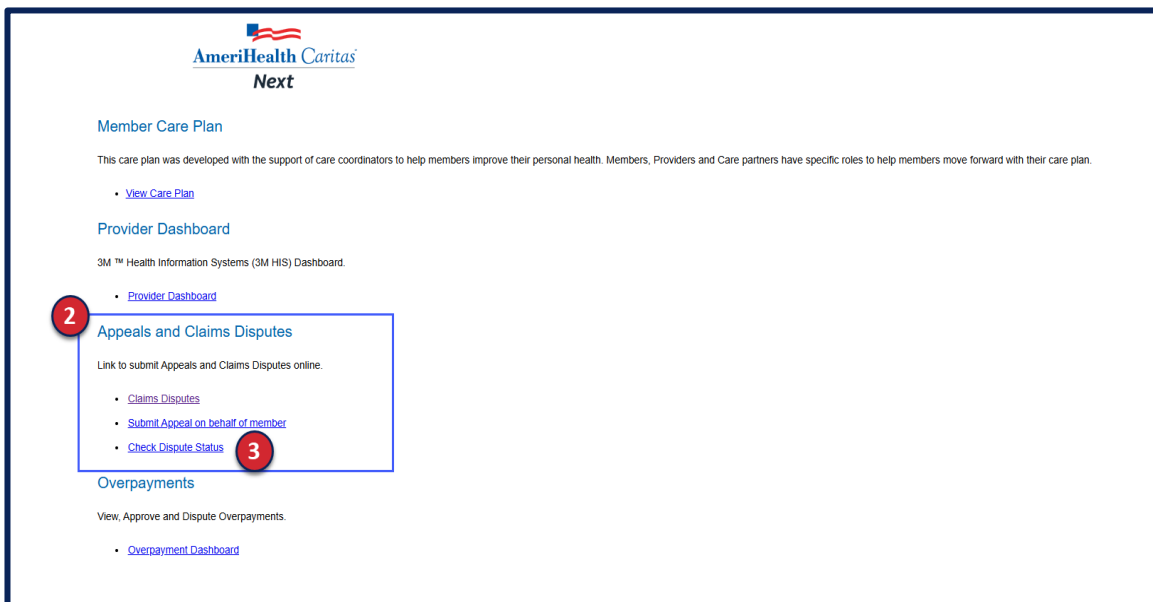 AmeriHealth Caritas
Next
Member Care Plan
This care plan was developed with the support of care coordinators to help members improve their personal health. Members, Providers and Care partners have specific roles to help members move forward with their care plan.
• View Care Plan
Provider Dashboard
3M ™ Health Information Systems (3M HIS) Dashboard.
• Provider Dashboard
2
Appeals and Claims Disputes
Link to submit Appeals and Claims Disputes online.
• Claims Disputes
• Submit Appeal on behalf of member
• Check Dispute Status
3
Overpayments
View, Approve and Dispute Overpayments.
• Overpayment Dashboard